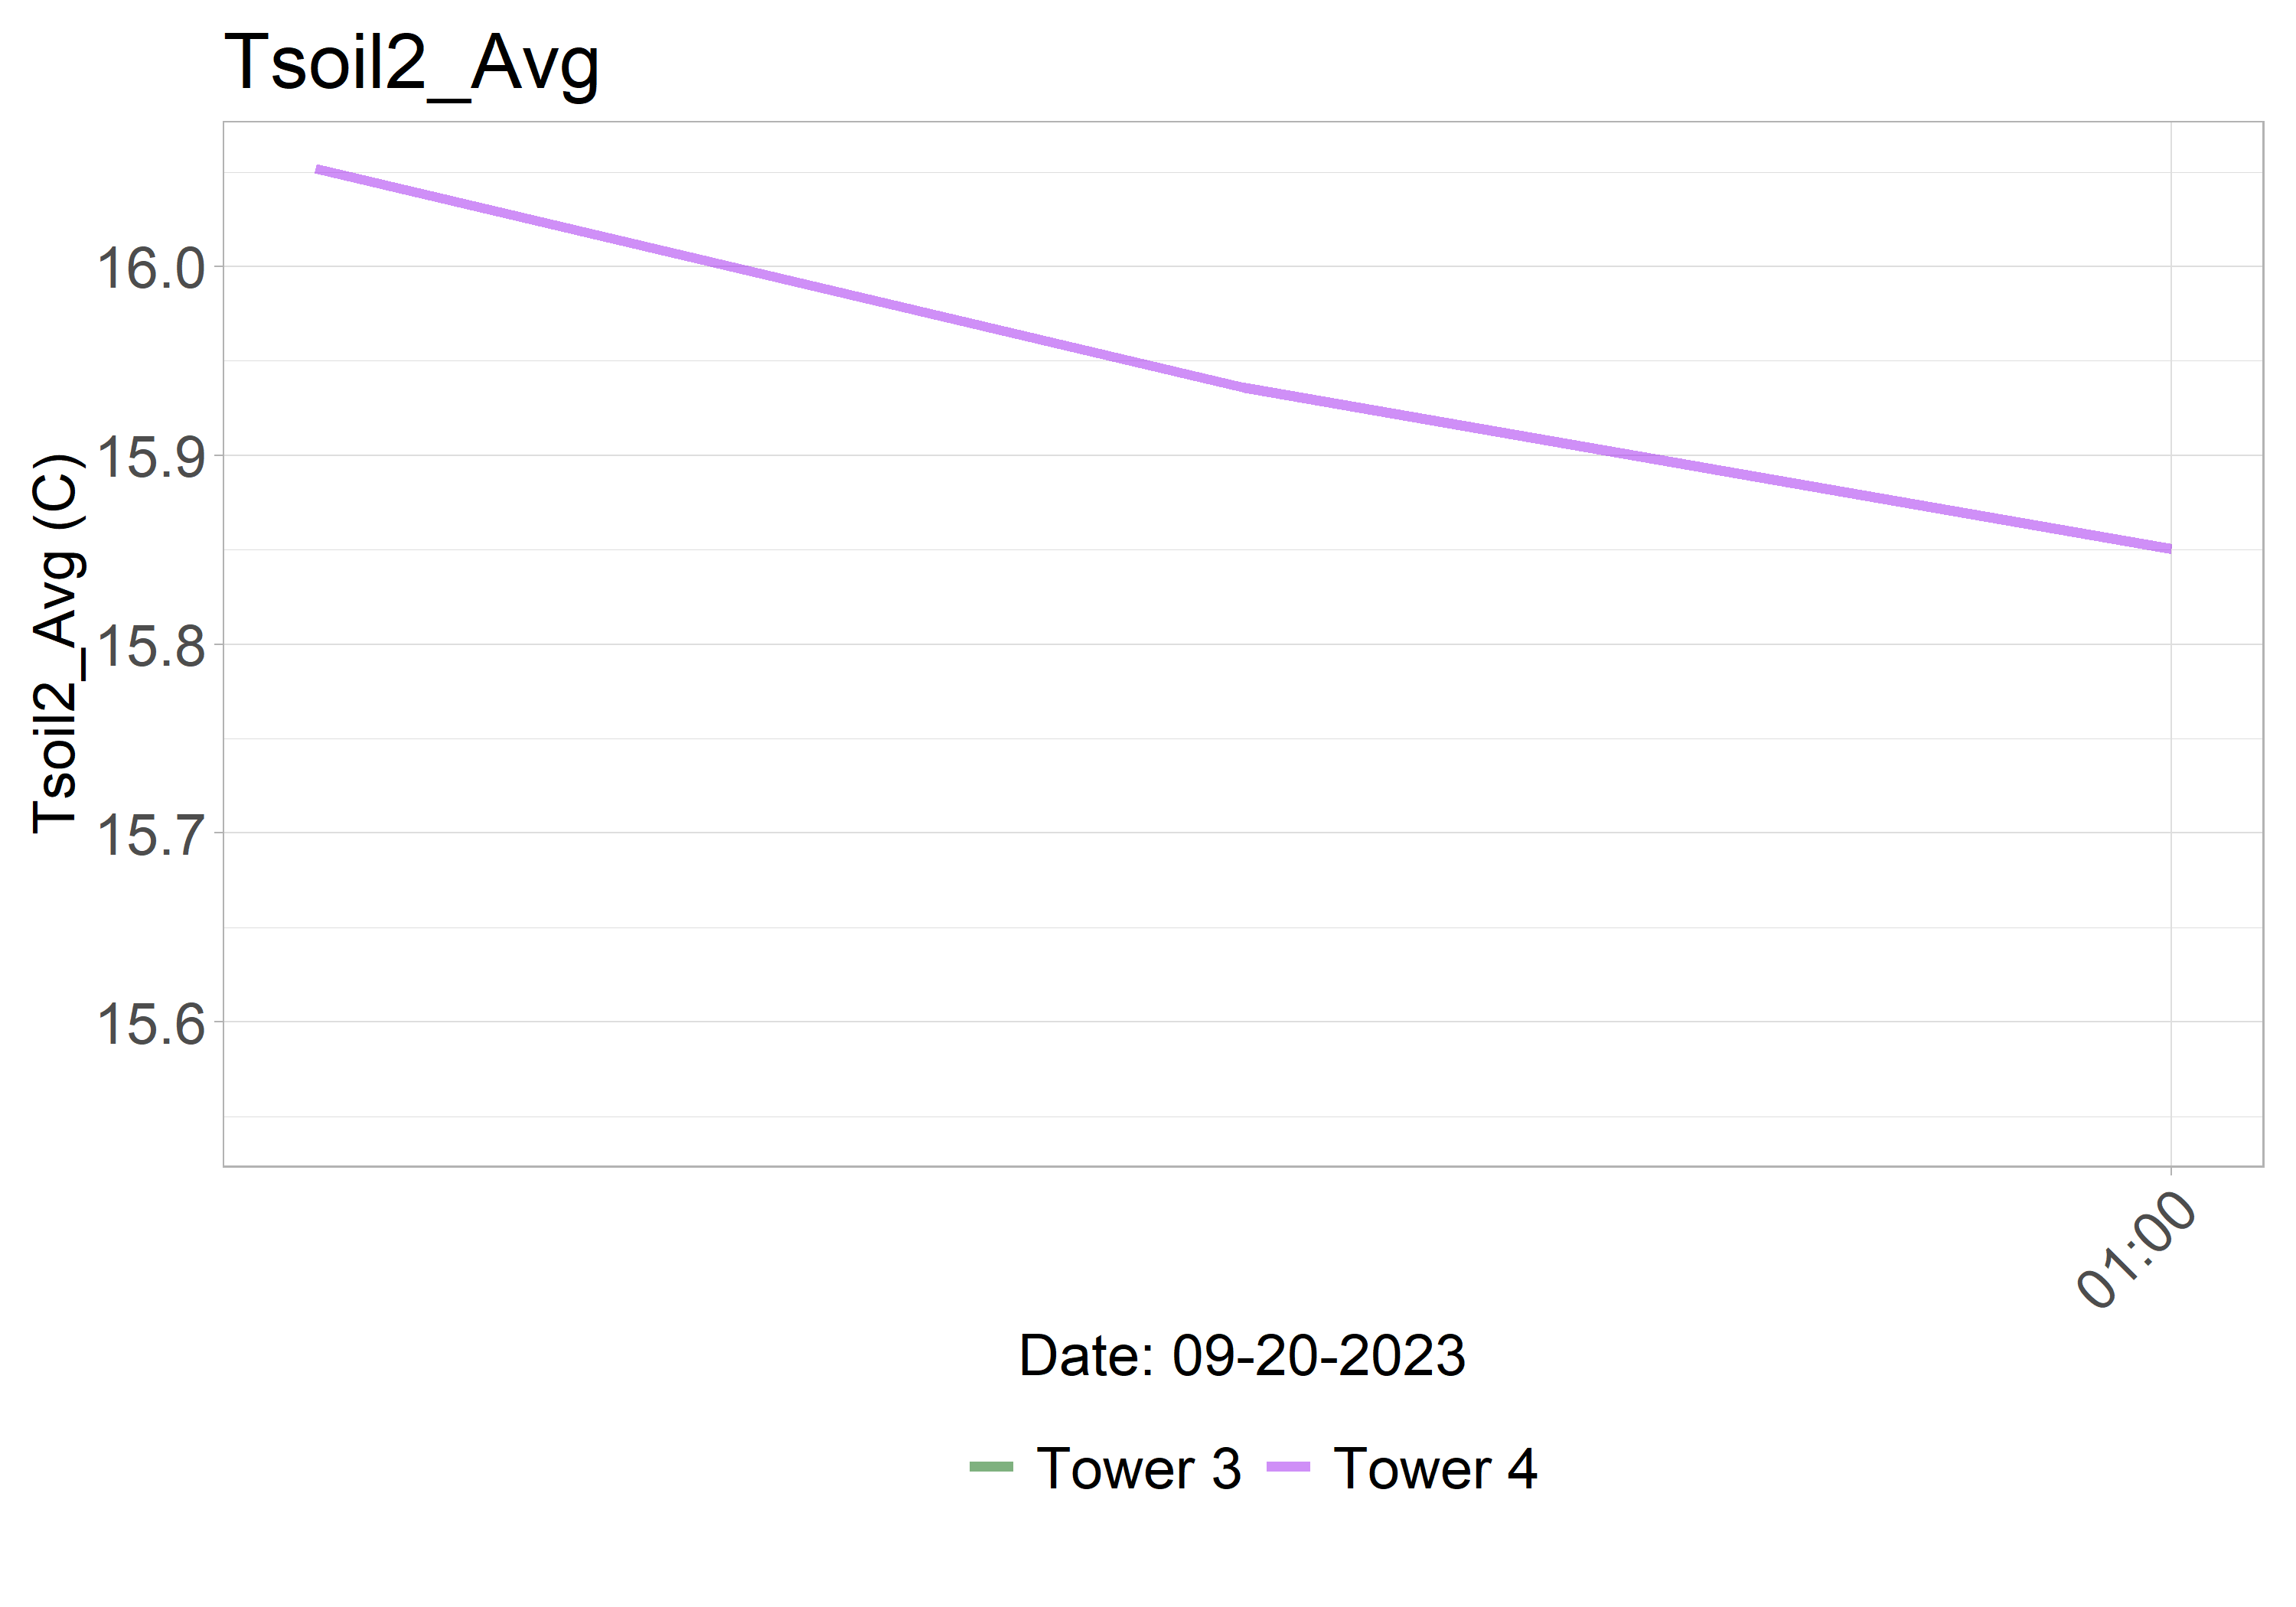 Tsoil2_Avg
Tsoil2_Avg (C)
16.0
15.9
15.8
15.7
15.6
01:00
Date: 09-20-2023
Tower 3 Tower 4